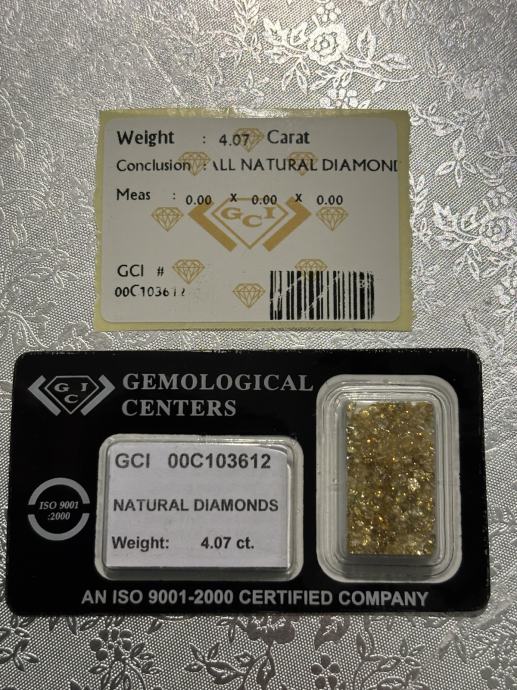 Weight : 4.07 Carat
Conclusion : ALL NATURAL DIAMOND
Meas : 0.00 x 0.00 x 0.00
GCI
GCI #
00C103612
GCI
GEMOLOGICAL
CENTERS
GCI 00C103612
NATURAL DIAMONDS
Weight: 4.07 ct.
ISO 9001
:2000
AN ISO 9001-2000 CERTIFIED COMPANY